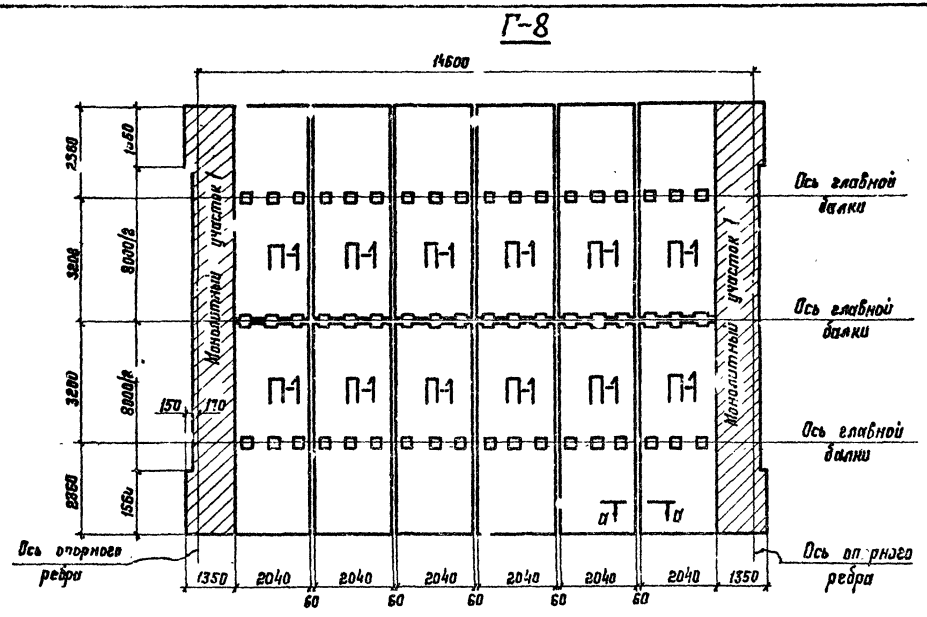 Г-8
14600
2360
3200
3200
2360
8000/2
8000/2
1560
150
Монолитный участок 1
Монолитный участок 1
П-1 П-1 П-1 П-1 П-1 П-1
П-1 П-1 П-1 П-1 П-1 П-1
Ось главной
балки
Ось главной
балки
Ось главной
балки
а а
Ось опорного
ребра
Ось опорного
ребра
1350 2040 2040 2040 2040 2040 2040 1350
60 60 60 60 60